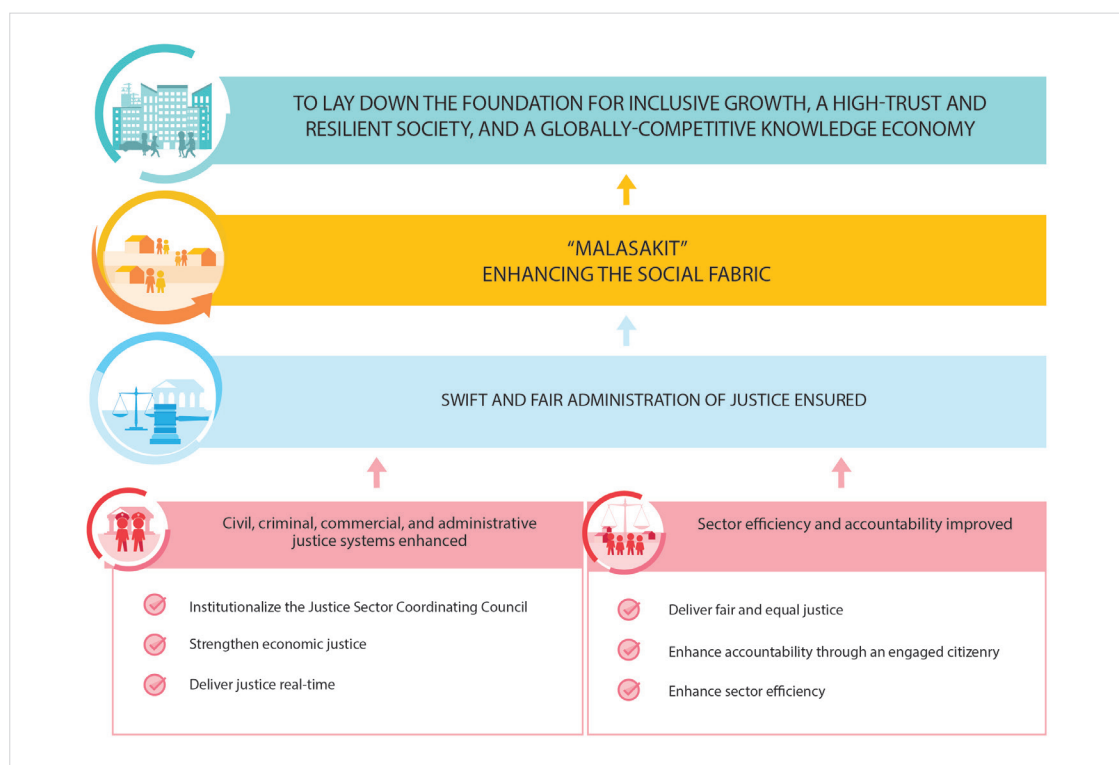 TO LAY DOWN THE FOUNDATION FOR INCLUSIVE GROWTH, A HIGH-TRUST AND
RESILIENT SOCIETY, AND A GLOBALLY-COMPETITIVE KNOWLEDGE ECONOMY
“MALASAKIT”
ENHANCING THE SOCIAL FABRIC
SWIFT AND FAIR ADMINISTRATION OF JUSTICE ENSURED
Civil, criminal, commercial, and administrative
justice systems enhanced
Institutionalize the Justice Sector Coordinating Council
Strengthen economic justice
Deliver justice real-time
Sector efficiency and accountability improved
Deliver fair and equal justice
Enhance accountability through an engaged citizenry
Enhance sector efficiency